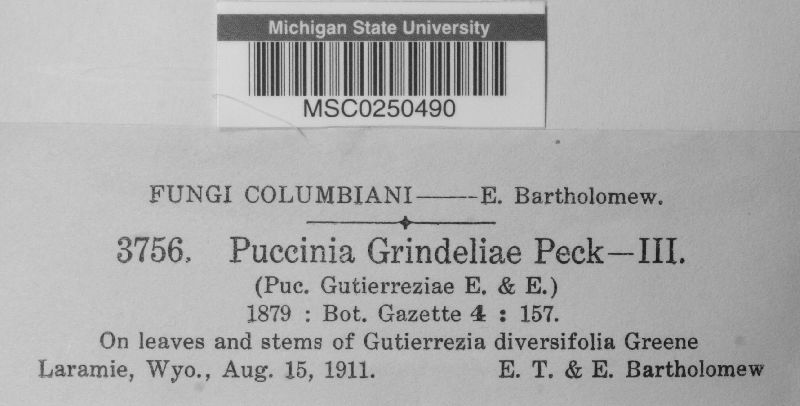 Michigan State University
MSC0250490
FUNGI COLUMBIANI——E. Bartholomew.
3756. Puccinia Grindeliae Peck—III.
(Puc. Gutierreziae E. & E.)
1879 : Bot. Gazette 4 : 157.
On leaves and stems of Gutierrezia diversifolia Greene
Laramie, Wyo., Aug. 15, 1911. E. T. & E. Bartholomew